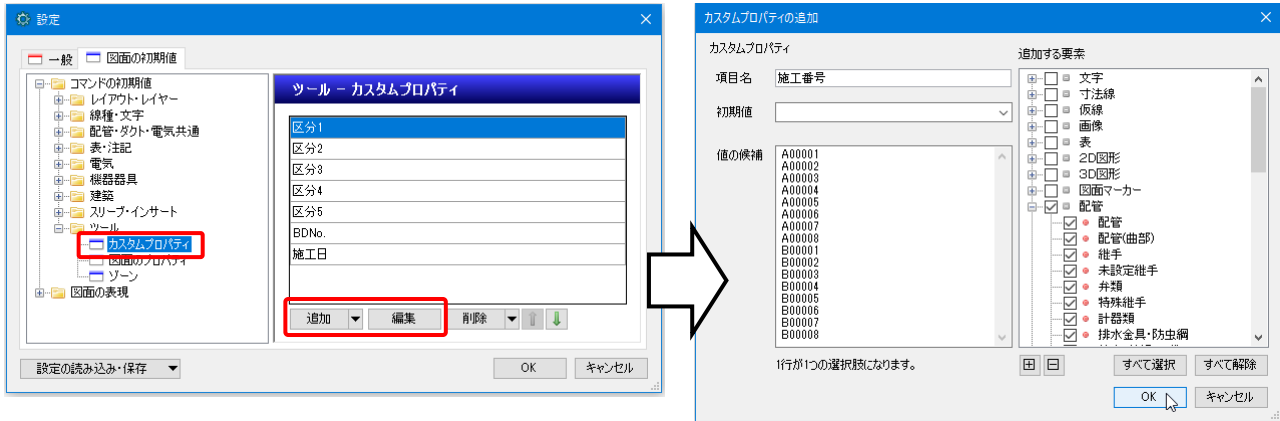 設定
一般
図面の初期値
コマンドの初期値
レイアウト・レイヤー
線種・文字
配管・ダクト・電気共通
表・注記
電気
機器器具
建築
スリーブ・インサート
ツール
カスタムプロパティ
図面のプロパティ
ゾーン
図面の表現
ツール － カスタムプロパティ
区分1
区分2
区分3
区分4
区分5
BDNo.
施工日
追加
編集
削除
設定の読み込み・保存
OK
キャンセル
カスタムプロパティの追加
カスタムプロパティ
項目名
施工番号
初期値
値の候補
A00001
A00002
A00003
A00004
A00005
A00006
A00007
A00008
B00001
B00002
B00003
B00004
B00005
B00006
B00007
B00008
1行が1つの選択肢になります。
追加する要素
文字
寸法線
仮線
画像
表
2D図形
3D図形
図面マーカー
配管
配管
配管(曲部)
継手
未設定継手
弁類
特殊継手
計器類
排水金具・防虫網
すべて選択
すべて解除
OK
キャンセル